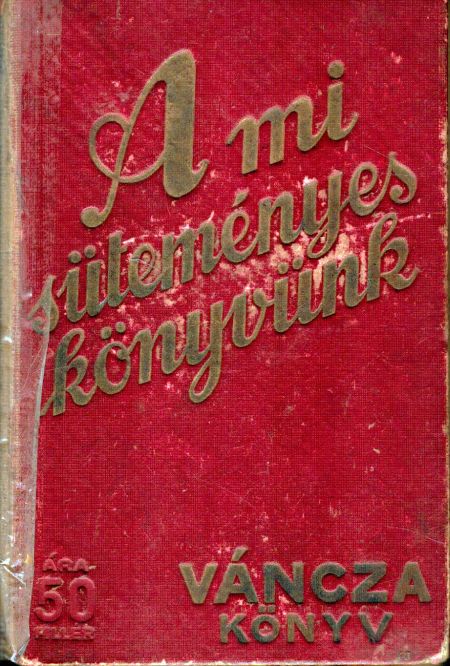 A mi
süteményes
könyvünk
ÁRA
50
FILLÉR
VÁNCZA
KÖNYV